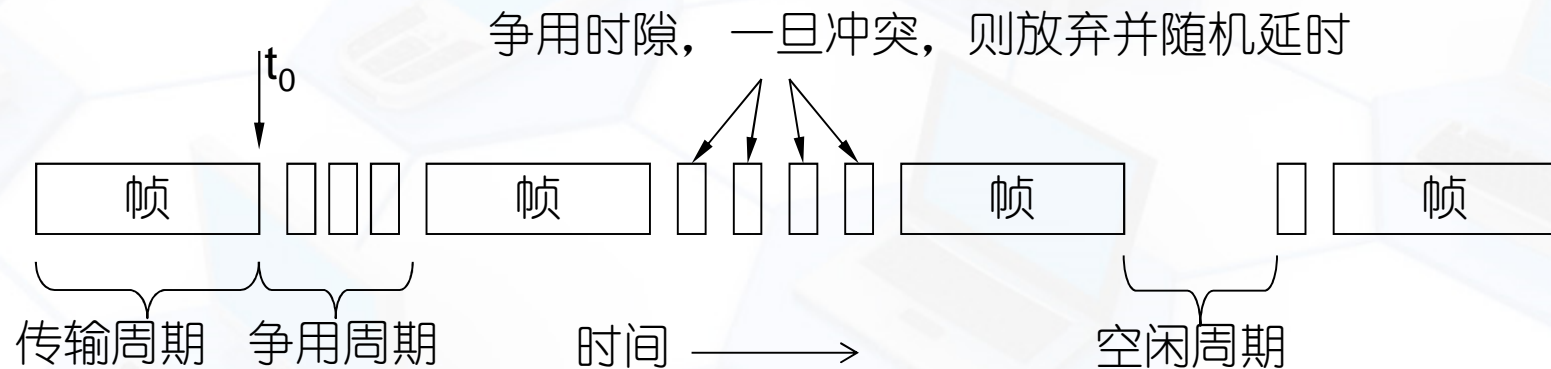 争用时隙，一旦冲突，则放弃并随机延时
t₀
帧 帧 帧 帧
传输周期 争用周期 时间 空闲周期